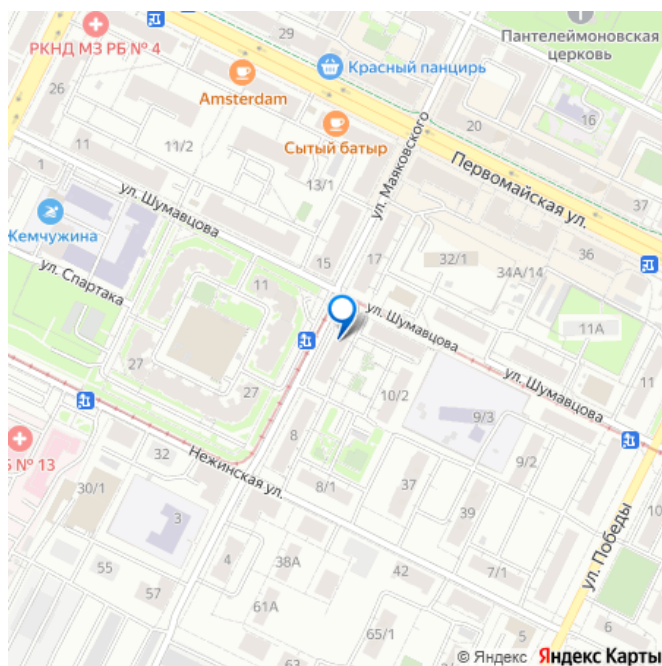 РКНД МЗ РБ № 4
29
Красный панцирь
Пантелеймоновская
церковь
Amsterdam
26
11
11/2
Сытый батыр
ул. Маяковского
20
16
Первомайская ул.
37
1
13/1
ул. Шумавцова
Жемчужина
ул. Спартака
15
17
32/1
34А/14
36
11
ул. Шумавцова
11А
27
27
10/2
ул. Шумавцова
11
9/3
8
Нежинская ул.
Б № 13
32
30/1
3
8/1
37
39
9/2
10
ул. Победы
55
57
4
38А
42
7/1
61А
65/1
5
6
© Яндекс Яндекс Карты